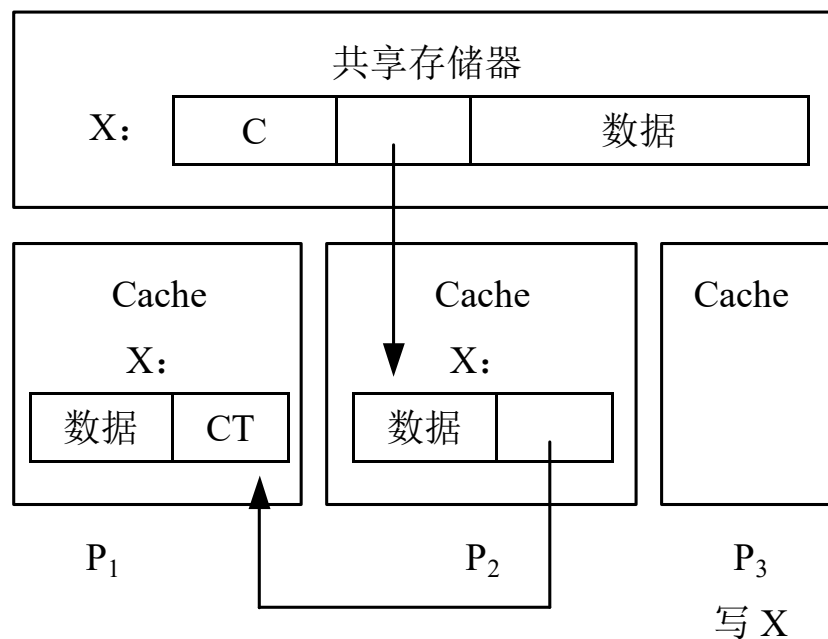 共享存储器
X： C 数据
Cache Cache Cache
X： X：
数据 CT 数据
P1 P2 P3
写 X